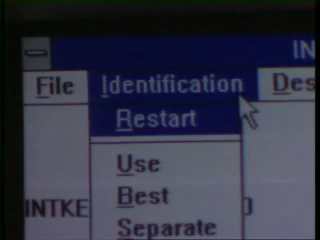 IN
File Identification Des
Restart
Use
Best
INTKE
Separate